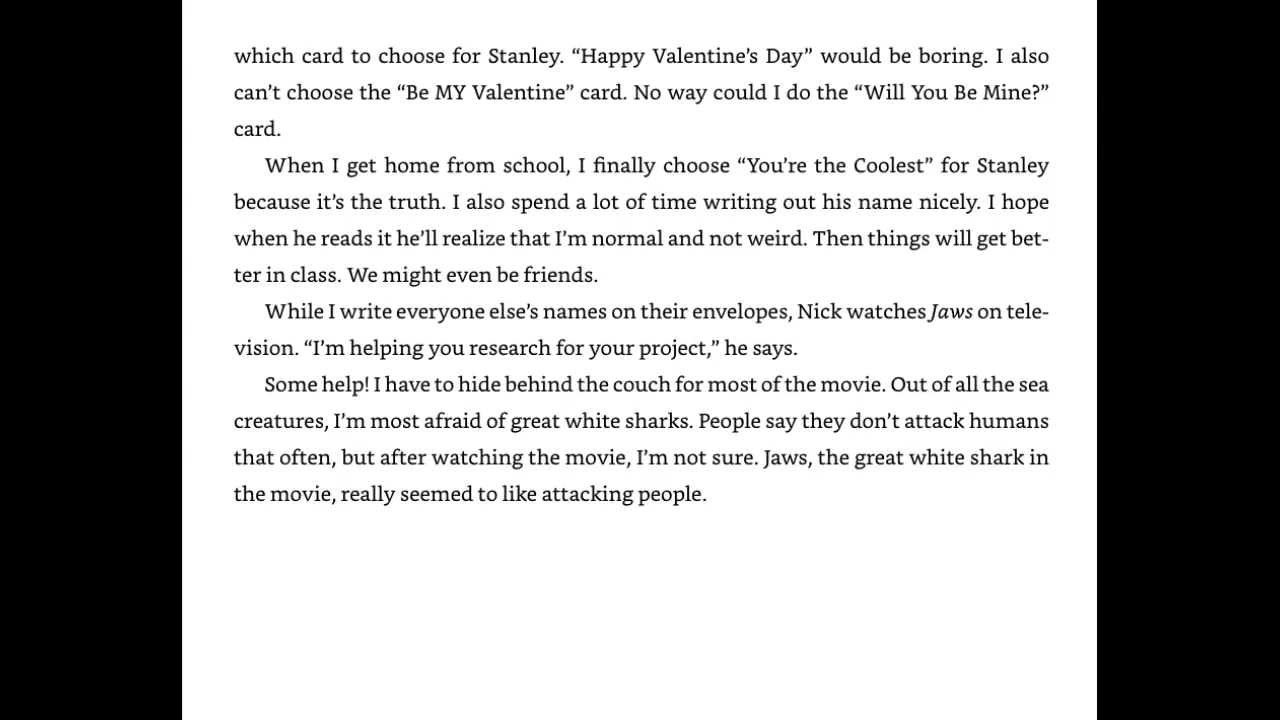 which card to choose for Stanley. “Happy Valentine’s Day” would be boring. I also
can’t choose the “Be MY Valentine” card. No way could I do the “Will You Be Mine?”
card.
When I get home from school, I finally choose “You’re the Coolest” for Stanley
because it’s the truth. I also spend a lot of time writing out his name nicely. I hope
when he reads it he’ll realize that I’m normal and not weird. Then things will get bet-
ter in class. We might even be friends.
While I write everyone else’s names on their envelopes, Nick watches Jaws on tele-
vision. “I’m helping you research for your project,” he says.
Some help! I have to hide behind the couch for most of the movie. Out of all the sea
creatures, I’m most afraid of great white sharks. People say they don’t attack humans
that often, but after watching the movie, I’m not sure. Jaws, the great white shark in
the movie, really seemed to like attacking people.